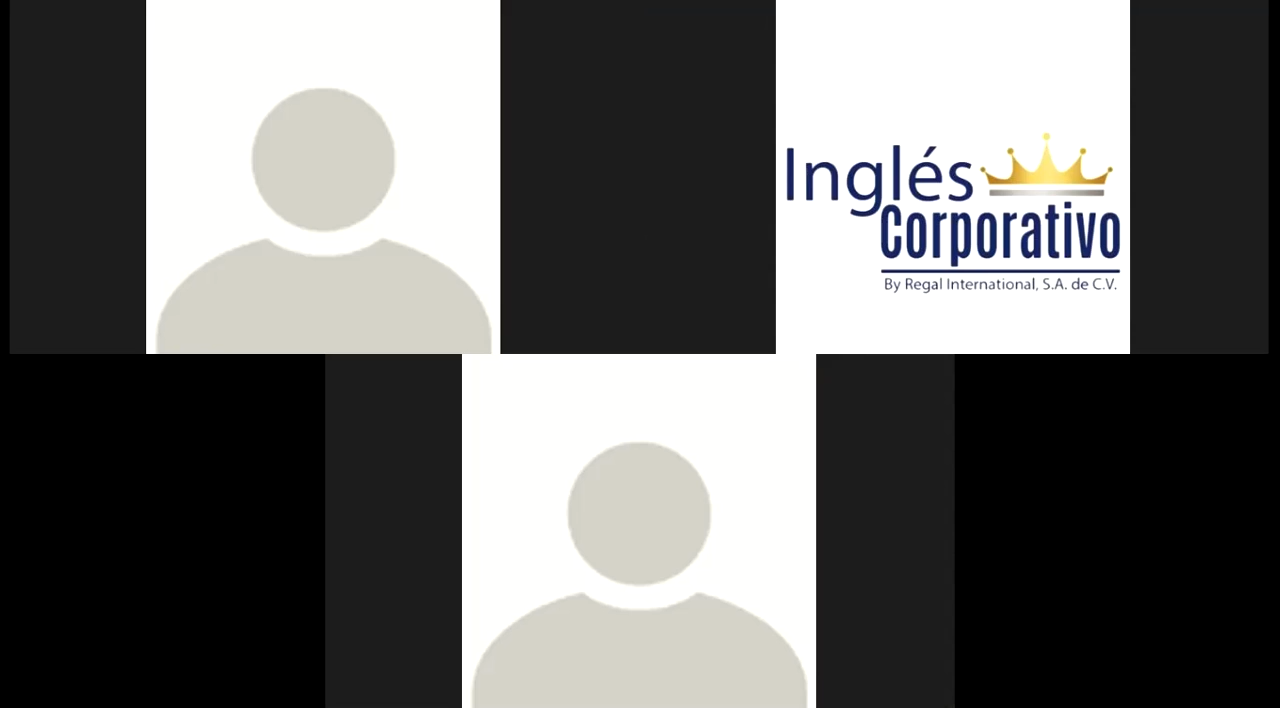 Inglés
Corporativo
By Regal International, S.A. de C.V.